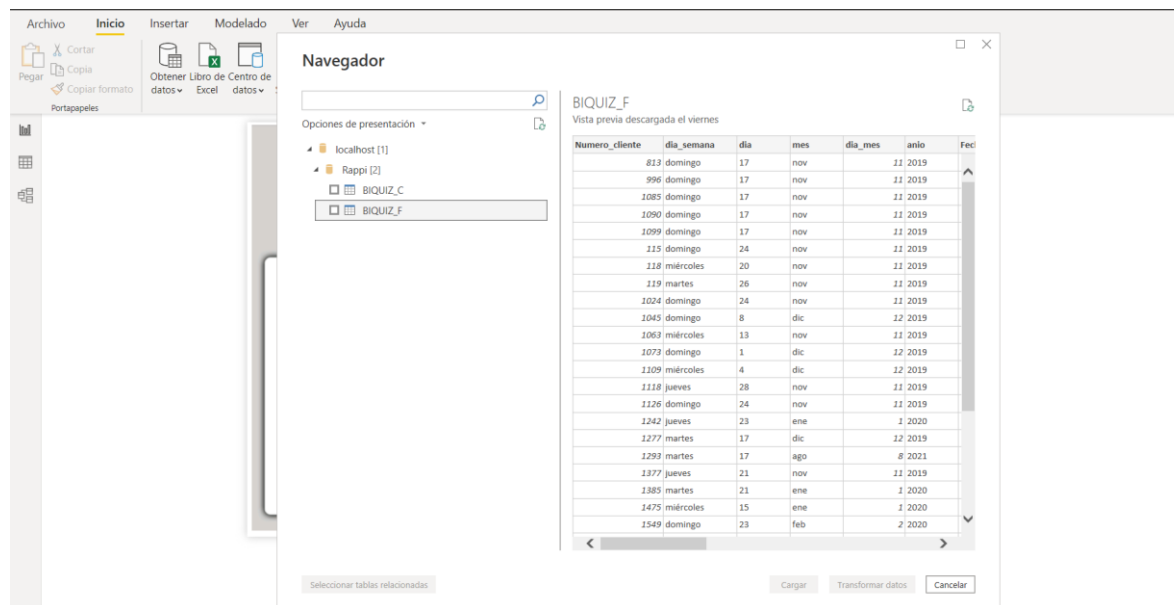 Archivo Inicio Insertar Modelado Ver Ayuda
Pegar
Cortar
Copia
Copiar formato
Portapapeles
Obtener datos
Libro de Excel
Centro de datos
Navegador
Opciones de presentación
localhost [1]
Rappi [2]
BIQUIZ_C
BIQUIZ_F
BIQUIZ_F
Vista previa descargada el viernes
Numero_cliente dia_semana dia mes dia_mes anio Fecl
813 domingo 17 nov 11 2019
996 domingo 17 nov 11 2019
1085 domingo 17 nov 11 2019
1090 domingo 17 nov 11 2019
1099 domingo 17 nov 11 2019
115 domingo 24 nov 11 2019
118 miércoles 20 nov 11 2019
119 martes 26 nov 11 2019
1024 domingo 24 nov 11 2019
1045 domingo 8 dic 12 2019
1063 miércoles 13 nov 11 2019
1073 domingo 1 dic 12 2019
1109 miércoles 4 dic 12 2019
1118 jueves 28 nov 11 2019
1126 domingo 24 nov 11 2019
1242 jueves 23 ene 1 2020
1277 martes 17 dic 12 2019
1293 martes 17 ago 8 2021
1377 jueves 21 nov 11 2019
1385 martes 21 ene 1 2020
1475 miércoles 15 ene 1 2020
1549 domingo 23 feb 2 2020
Seleccionar tablas relacionadas
Cargar
Transformar datos
Cancelar